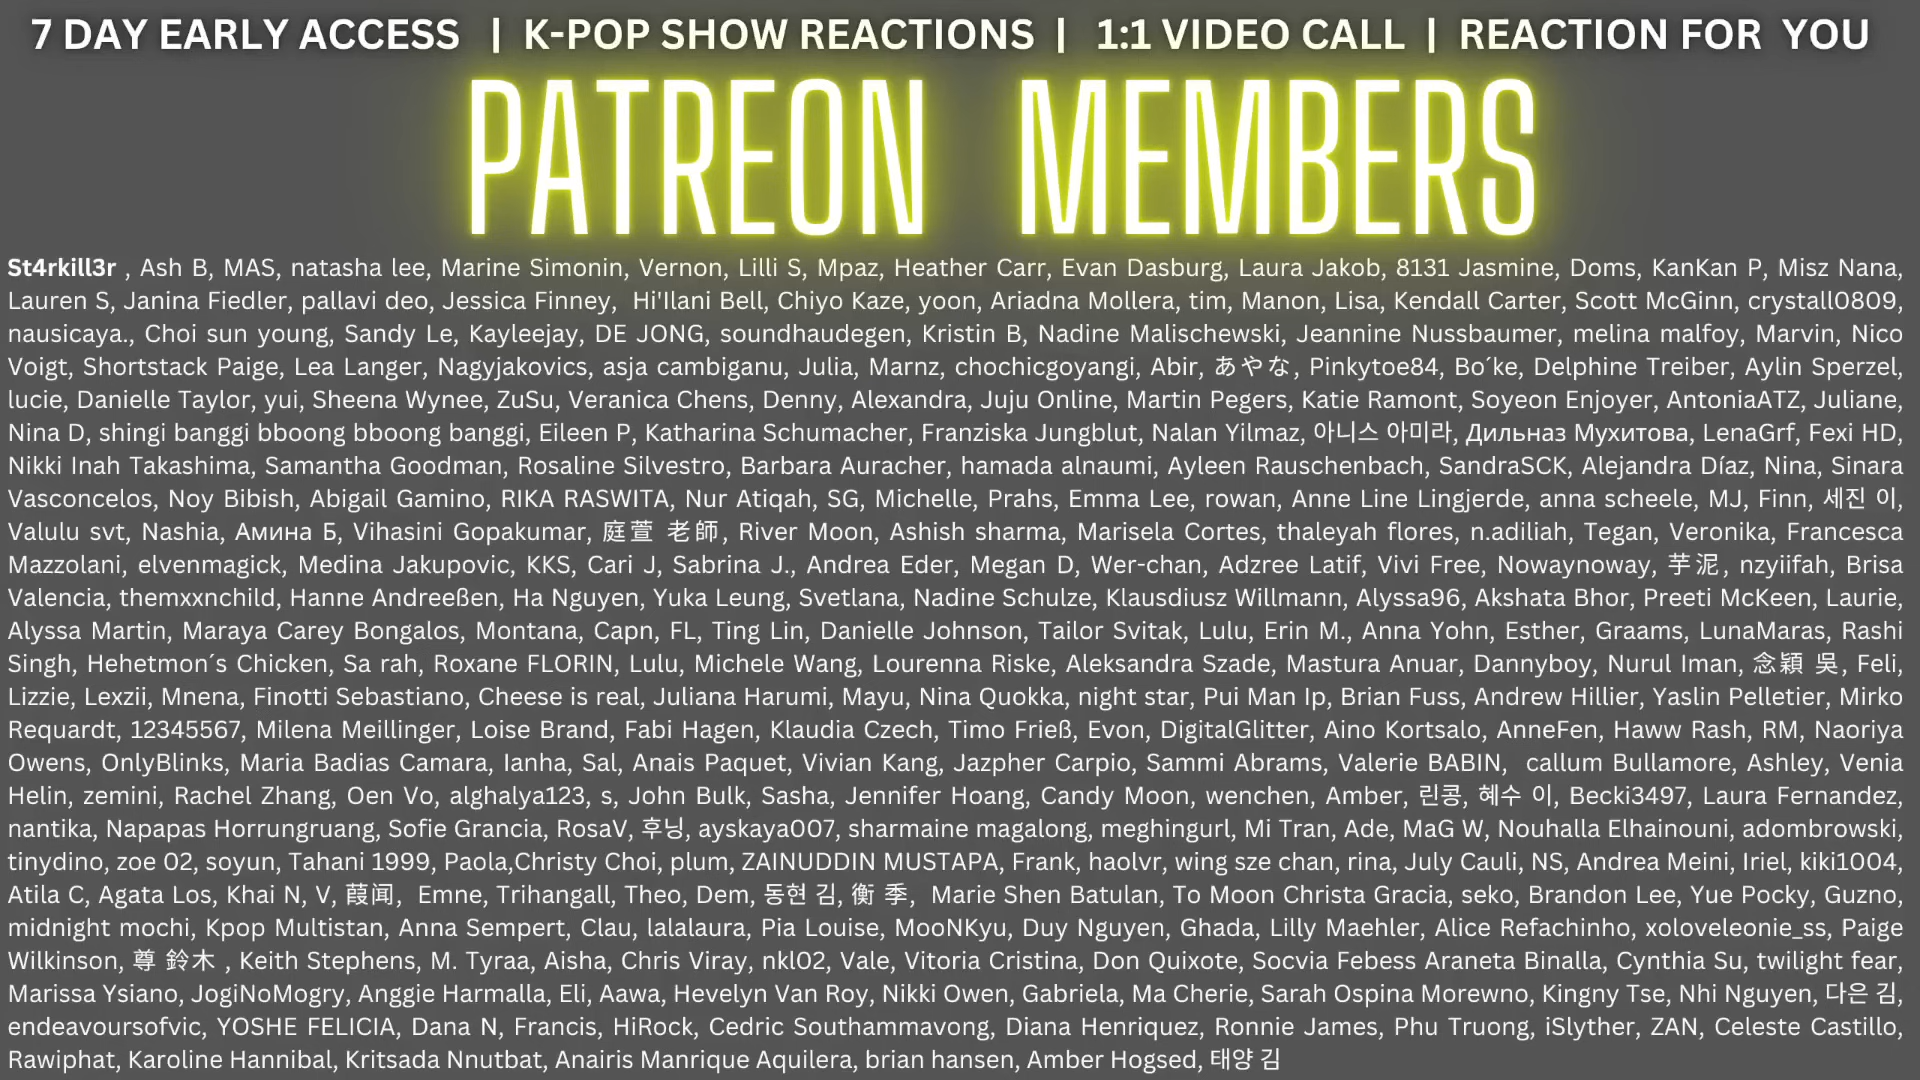 7 DAY EARLY ACCESS | K-POP SHOW REACTIONS | 1:1 VIDEO CALL | REACTION FOR YOU
PATREON MEMBERS
St4rkill3r , Ash B, MAS, natasha lee, Marine Simonin, Vernon, Lilli S, Mpaz, Heather Carr, Evan Dasburg, Laura Jakob, 8131 Jasmine, Doms, KanKan P, Misz Nana,
Lauren S, Janina Fiedler, pallavi deo, Jessica Finney, Hi'Ilani Bell, Chiyo Kaze, yoon, Ariadna Mollera, tim, Manon, Lisa, Kendall Carter, Scott McGinn, crystall0809,
nausicaya., Choi sun young, Sandy Le, Kayleejay, DE JONG, soundhaudegen, Kristin B, Nadine Malischewski, Jeannine Nussbaumer, melina malfoy, Marvin, Nico
Voigt, Shortstack Paige, Lea Langer, Nagyjakovics, asja cambiganu, Julia, Marnz, chochicgoyangi, Abir, あやな, Pinkytoe84, Bo´ke, Delphine Treiber, Aylin Sperzel,
lucie, Danielle Taylor, yui, Sheena Wynee, ZuSu, Veranica Chens, Denny, Alexandra, Juju Online, Martin Pegers, Katie Ramont, Soyeon Enjoyer, AntoniaATZ, Juliane,
Nina D, shingi banggi bboong bboong banggi, Eileen P, Katharina Schumacher, Franziska Jungblut, Nalan Yilmaz, 아니스 아미라, Дильназ Мухитова, LenaGrf, Fexi HD,
Nikki Inah Takashima, Samantha Goodman, Rosaline Silvestro, Barbara Auracher, hamada alnaumi, Ayleen Rauschenbach, SandraSCK, Alejandra Díaz, Nina, Sinara
Vasconcelos, Noy Bibish, Abigail Gamino, RIKA RASWITA, Nur Atiqah, SG, Michelle, Prahs, Emma Lee, rowan, Anne Line Lingjerde, anna scheele, MJ, Finn, 세진 이,
Valulu svt, Nashia, Амина Б, Vihasini Gopakumar, 庭萱 老師, River Moon, Ashish sharma, Marisela Cortes, thaleyah flores, n.adiliah, Tegan, Veronika, Francesca
Mazzolani, elvenmagick, Medina Jakupovic, KKS, Cari J, Sabrina J., Andrea Eder, Megan D, Wer-chan, Adzree Latif, Vivi Free, Nowaynoway, 芋泥, nzyiifah, Brisa
Valencia, themxxnchild, Hanne Andreeßen, Ha Nguyen, Yuka Leung, Svetlana, Nadine Schulze, Klausdiusz Willmann, Alyssa96, Akshata Bhor, Preeti McKeen, Laurie,
Alyssa Martin, Maraya Carey Bongalos, Montana, Capn, FL, Ting Lin, Danielle Johnson, Tailor Svitak, Lulu, Erin M., Anna Yohn, Esther, Graams, LunaMaras, Rashi
Singh, Hehetmon´s Chicken, Sa rah, Roxane FLORIN, Lulu, Michele Wang, Lourenna Riske, Aleksandra Szade, Mastura Anuar, Dannyboy, Nurul Iman, 念穎 吳, Feli,
Lizzie, Lexzii, Mnena, Finotti Sebastiano, Cheese is real, Juliana Harumi, Mayu, Nina Quokka, night star, Pui Man Ip, Brian Fuss, Andrew Hillier, Yaslin Pelletier, Mirko
Requardt, 12345567, Milena Meillinger, Loise Brand, Fabi Hagen, Klaudia Czech, Timo Frieß, Evon, DigitalGlitter, Aino Kortsalo, AnneFen, Haww Rash, RM, Naoriya
Owens, OnlyBlinks, Maria Badias Camara, Ianha, Sal, Anais Paquet, Vivian Kang, Jazpher Carpio, Sammi Abrams, Valerie BABIN, callum Bullamore, Ashley, Venia
Helin, zemini, Rachel Zhang, Oen Vo, alghalya123, s, John Bulk, Sasha, Jennifer Hoang, Candy Moon, wenchen, Amber, 린콩, 혜수 이, Becki3497, Laura Fernandez,
nantika, Napapas Horrungruang, Sofie Grancia, RosaV, 후닝, ayskaya007, sharmaine magalong, meghingurl, Mi Tran, Ade, MaG W, Nouhalla Elhainouni, adombrowski,
tinydino, zoe 02, soyun, Tahani 1999, Paola,Christy Choi, plum, ZAINUDDIN MUSTAPA, Frank, haolvr, wing sze chan, rina, July Cauli, NS, Andrea Meini, Iriel, kiki1004,
Atila C, Agata Los, Khai N, V, 葭闻, Emne, Trihangall, Theo, Dem, 동현 김, 衡 季, Marie Shen Batulan, To Moon Christa Gracia, seko, Brandon Lee, Yue Pocky, Guzno,
midnight mochi, Kpop Multistan, Anna Sempert, Clau, lalalaura, Pia Louise, MooNKyu, Duy Nguyen, Ghada, Lilly Maehler, Alice Refachinho, xoloveleonie_ss, Paige
Wilkinson, 尊 鈴木 , Keith Stephens, M. Tyraa, Aisha, Chris Viray, nkl02, Vale, Vitoria Cristina, Don Quixote, Socvia Febess Araneta Binalla, Cynthia Su, twilight fear,
Marissa Ysiano, JogiNoMogry, Anggie Harmalla, Eli, Aawa, Hevelyn Van Roy, Nikki Owen, Gabriela, Ma Cherie, Sarah Ospina Morewno, Kingny Tse, Nhi Nguyen, 다은 김,
endeavoursofvic, YOSHE FELICIA, Dana N, Francis, HiRock, Cedric Southammavong, Diana Henriquez, Ronnie James, Phu Truong, iSlyther, ZAN, Celeste Castillo,
Rawiphat, Karoline Hannibal, Kritsada Nnutbat, Anairis Manrique Aquilera, brian hansen, Amber Hogsed, 태양 김